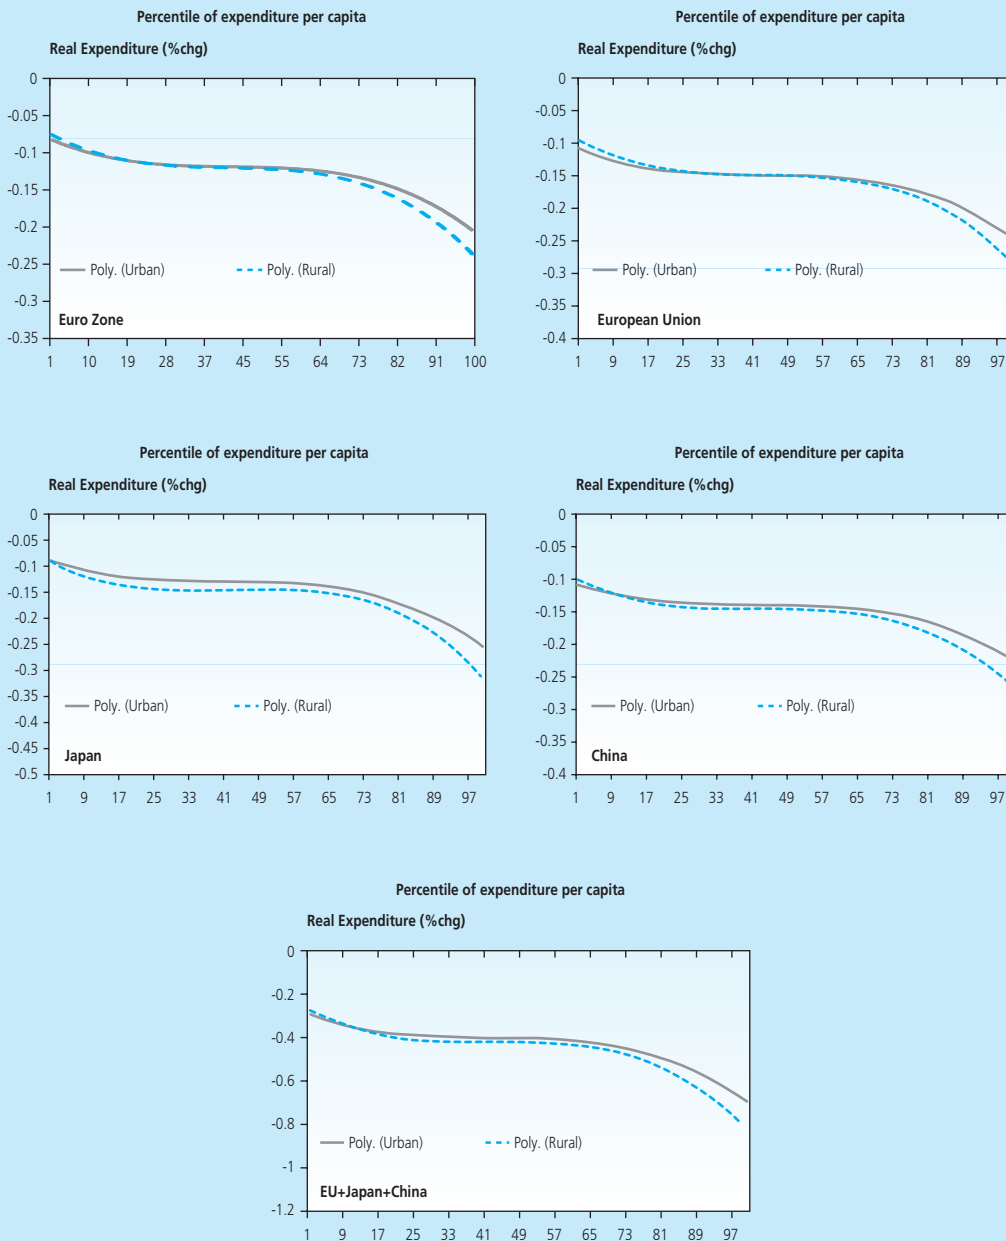 Percentile of expenditure per capita
Real Expenditure (%chg)
0
-0.05
-0.1
-0.15
-0.2
-0.25
-0.3
-0.35
Poly. (Urban) Poly. (Rural)
Euro Zone
1 10 19 28 37 45 55 64 73 82 91 100
Percentile of expenditure per capita
Real Expenditure (%chg)
0
-0.05
-0.1
-0.15
-0.2
-0.25
-0.3
-0.35
-0.4
Poly. (Urban) Poly. (Rural)
European Union
1 9 17 25 33 41 49 57 65 73 81 89 97
Percentile of expenditure per capita
Real Expenditure (%chg)
0
-0.05
-0.1
-0.15
-0.2
-0.25
-0.3
-0.35
-0.4
-0.45
-0.5
Poly. (Urban) Poly. (Rural)
Japan
1 9 17 25 33 41 49 57 65 73 81 89 97
Percentile of expenditure per capita
Real Expenditure (%chg)
0
-0.05
-0.1
-0.15
-0.2
-0.25
-0.3
-0.35
-0.4
Poly. (Urban) Poly. (Rural)
China
1 9 17 25 33 41 49 57 65 73 81 89 97
Percentile of expenditure per capita
Real Expenditure (%chg)
0
-0.2
-0.4
-0.6
-0.8
-1
-1.2
Poly. (Urban) Poly. (Rural)
EU+Japan+China
1 9 17 25 33 41 49 57 65 73 81 89 97